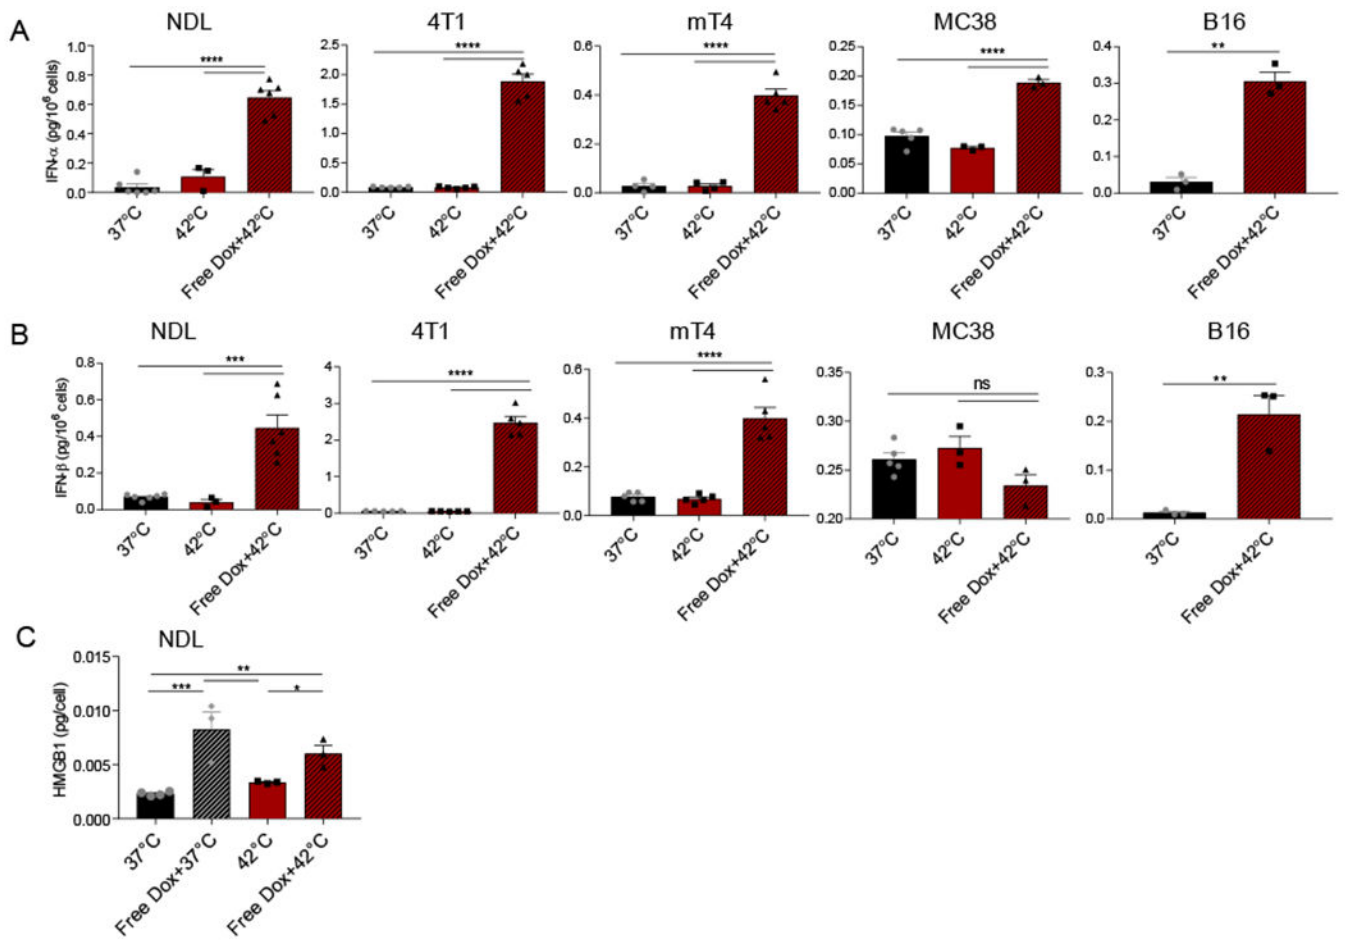 A
NDL
4T1
mT4
MC38
B16
IFN-α (pg/10⁶ cells)
1.0
0.8
0.6
0.4
0.2
0.0
****
37°C
42°C
Free Dox+42°C
2.5
2.0
1.5
1.0
0.5
0.0
****
37°C
42°C
Free Dox+42°C
0.6
0.4
0.2
0.0
****
37°C
42°C
Free Dox+42°C
0.25
0.20
0.15
0.10
0.05
0.00
****
37°C
42°C
Free Dox+42°C
0.4
0.3
0.2
0.1
0.0
**
37°C
Free Dox+42°C
B
NDL
4T1
mT4
MC38
B16
IFN-β (pg/10⁶ cells)
0.8
0.6
0.4
0.2
0.0
***
37°C
42°C
Free Dox+42°C
4
3
2
1
0
****
37°C
42°C
Free Dox+42°C
0.6
0.4
0.2
0.0
****
37°C
42°C
Free Dox+42°C
0.35
0.30
0.25
0.20
ns
37°C
42°C
Free Dox+42°C
0.3
0.2
0.1
0.0
**
37°C
Free Dox+42°C
C
NDL
HMGB1 (pg/cell)
0.015
0.010
0.005
0.000
**
***
*
37°C
Free Dox+37°C
42°C
Free Dox+42°C